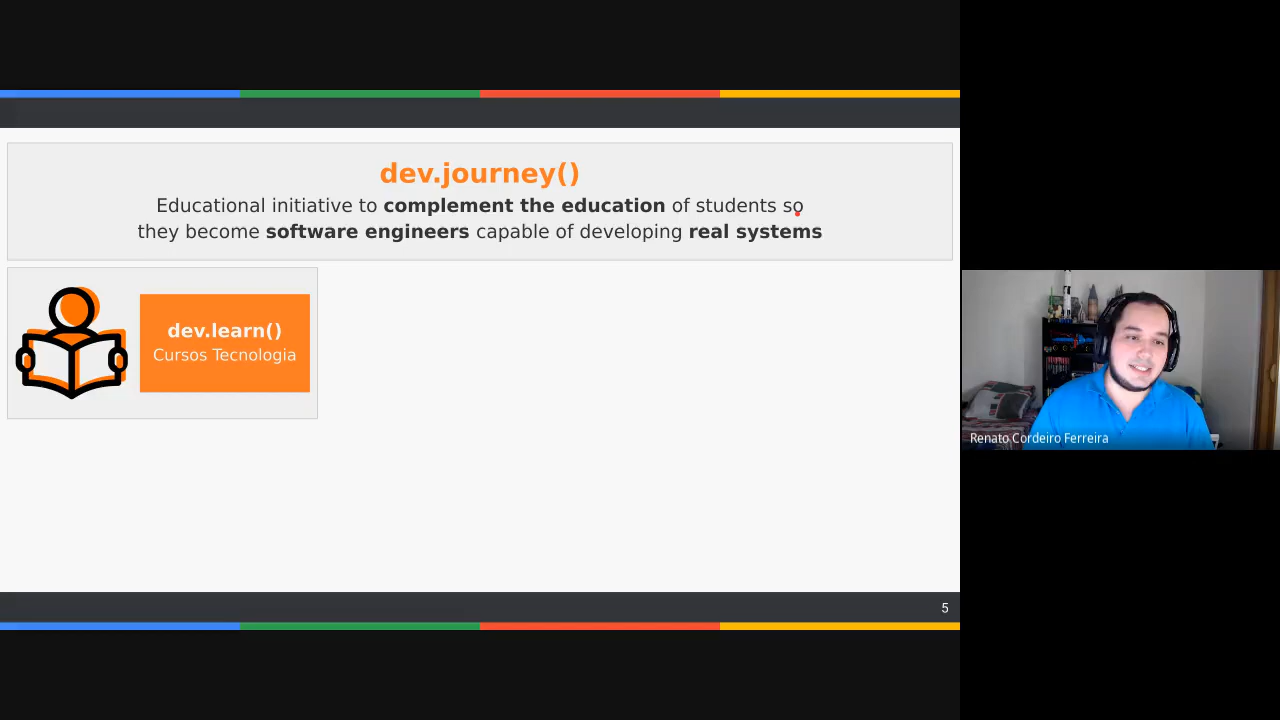 dev.journey()
Educational initiative to complement the education of students so
they become software engineers capable of developing real systems
dev.learn()
Cursos Tecnologia
Renato Cordeiro Ferreira
5